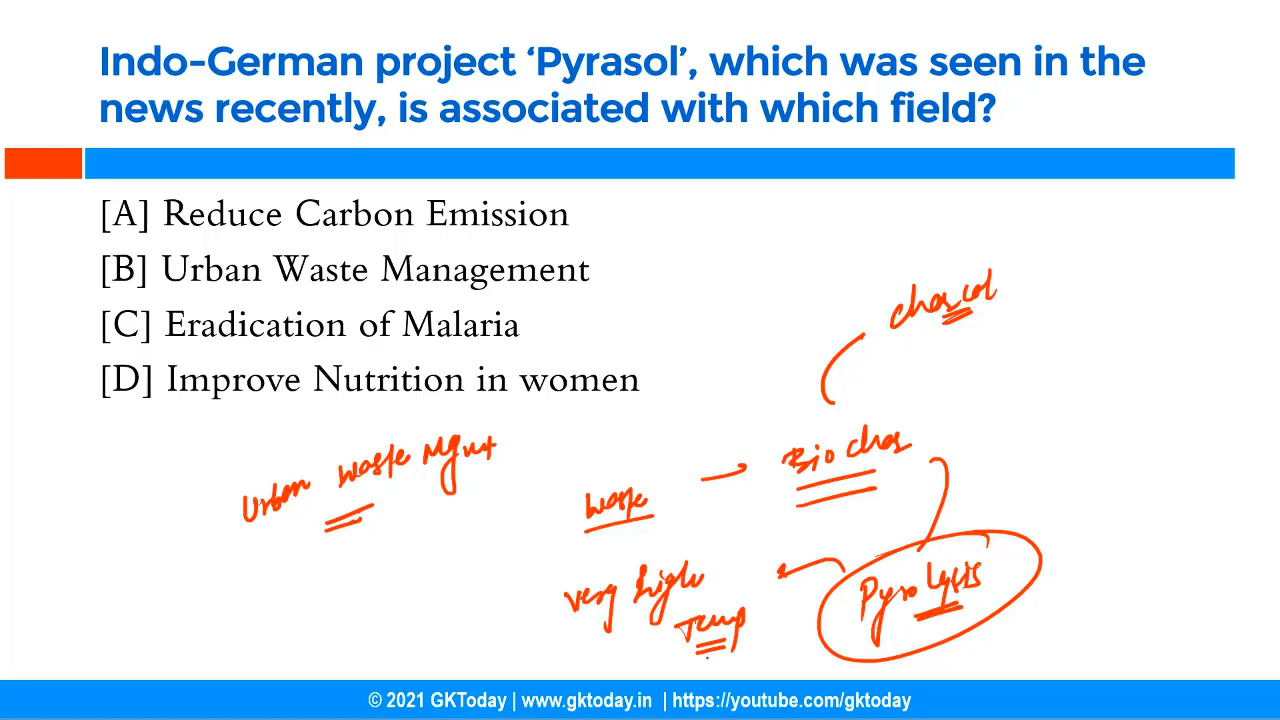 Indo-German project ‘Pyrasol’, which was seen in the
news recently, is associated with which field?
[A] Reduce Carbon Emission
[B] Urban Waste Management
[C] Eradication of Malaria
[D] Improve Nutrition in women
charcol
Urban Waste Mgmt
Waste
Bio char
Very high
Temp
Pyrolysis
© 2021 GKToday | www.gktoday.in | https://youtube.com/gktoday